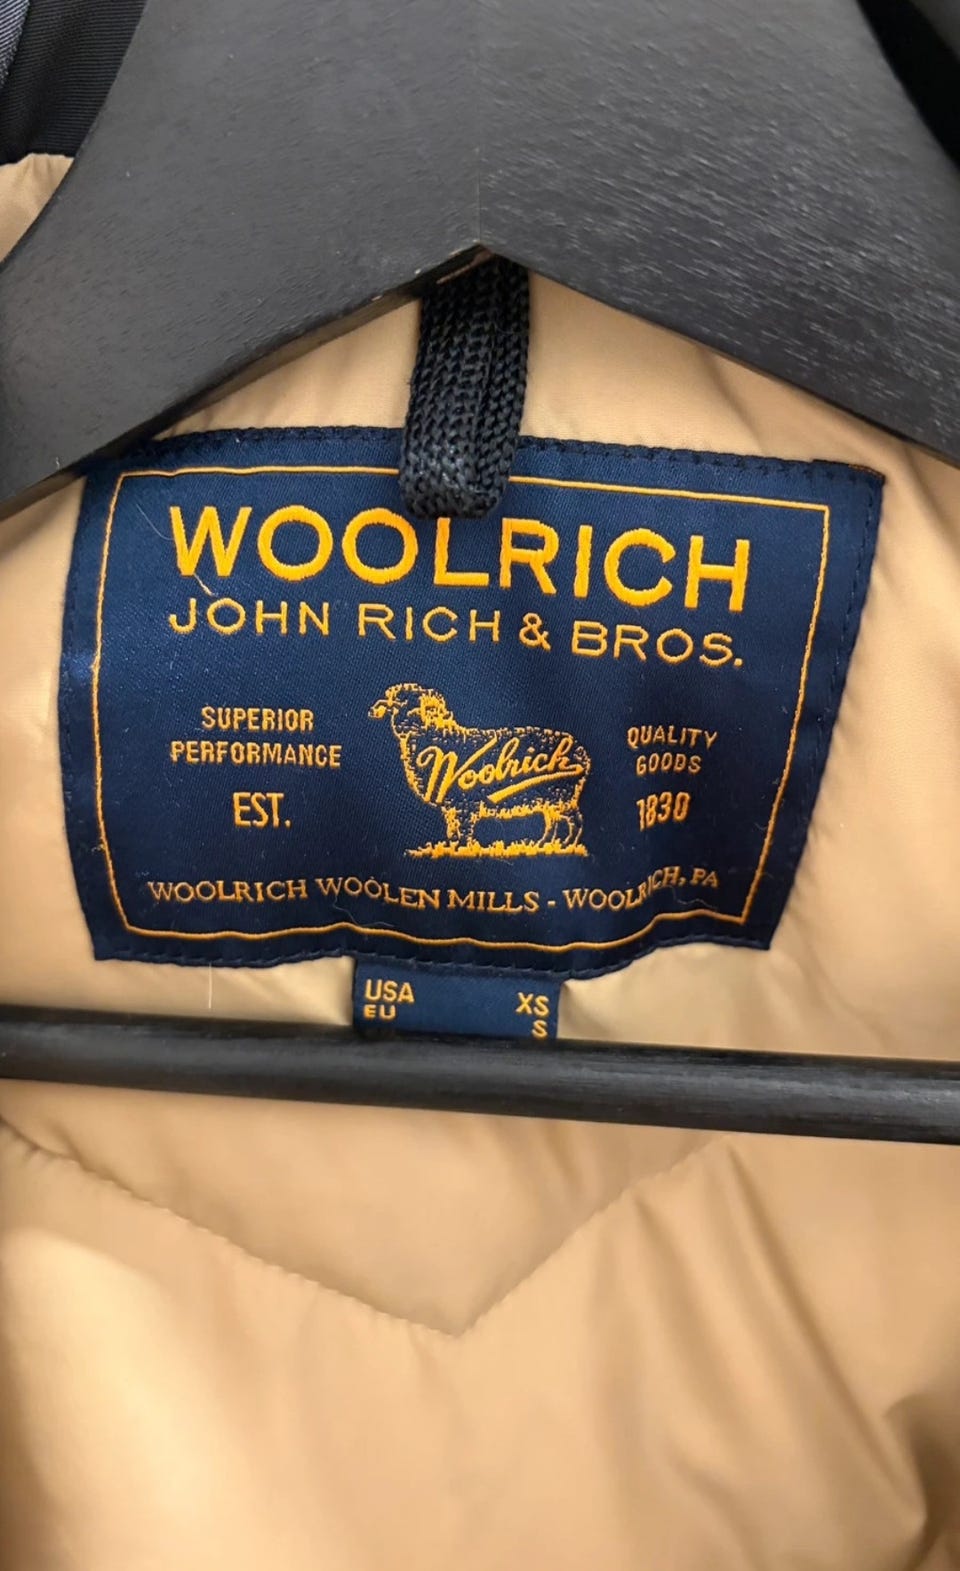 WOOLRICH
JOHN RICH & BROS.
SUPERIOR
PERFORMANCE
EST.
Woolrich
QUALITY
GOODS
1830
WOOLRICH WOOLEN MILLS - WOOLRICH, PA
USA XS
EU S